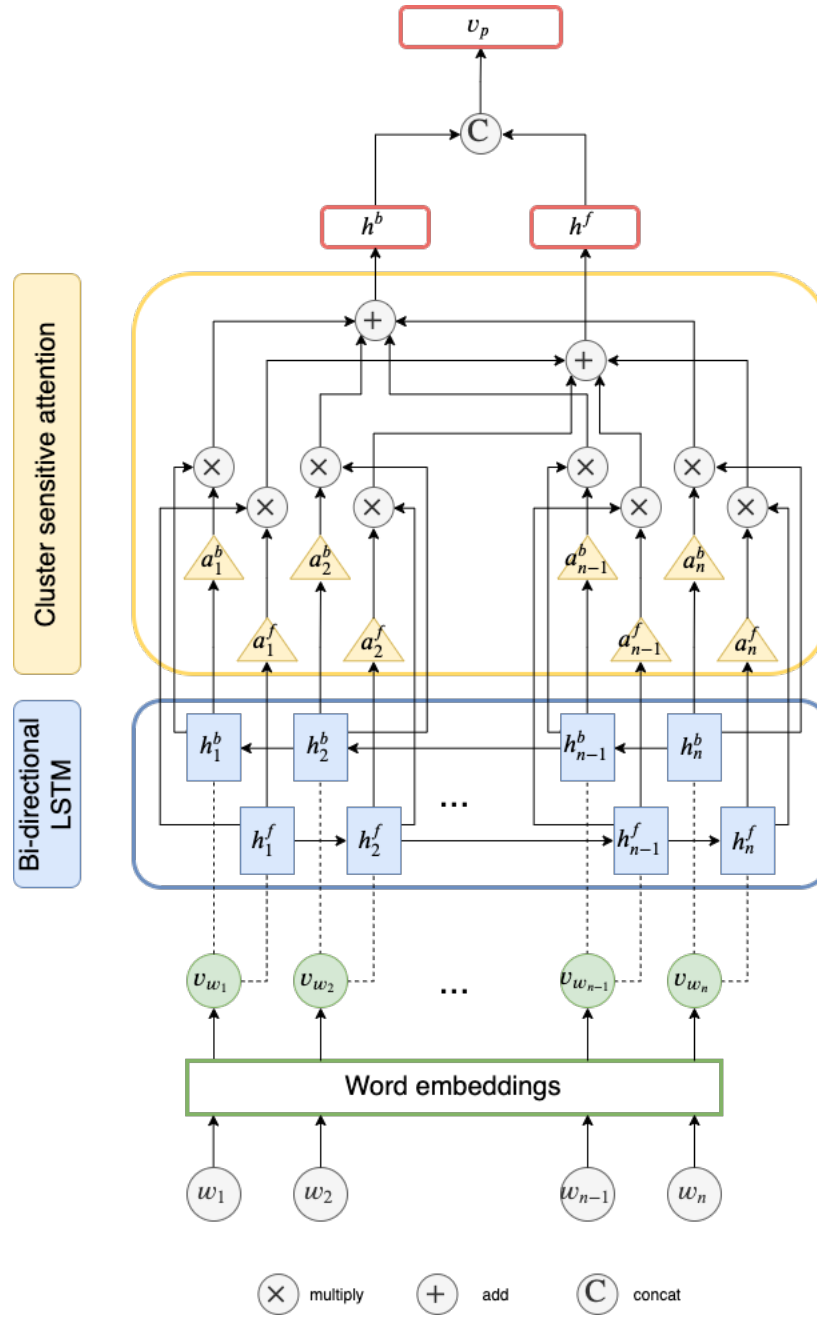 v_p
C
h^b h^f
Cluster sensitive attention
+
+
× × × ×
× × × ×
a_1^b a_2^b a_{n-1}^b a_n^b
a_1^f a_2^f a_{n-1}^f a_n^f
Bi-directional
LSTM
h_1^b h_2^b h_{n-1}^b h_n^b
...
h_1^f h_2^f h_{n-1}^f h_n^f
v_{w_1} v_{w_2} ... v_{w_{n-1}} v_{w_n}
Word embeddings
w_1 w_2 w_{n-1} w_n
× multiply + add C concat